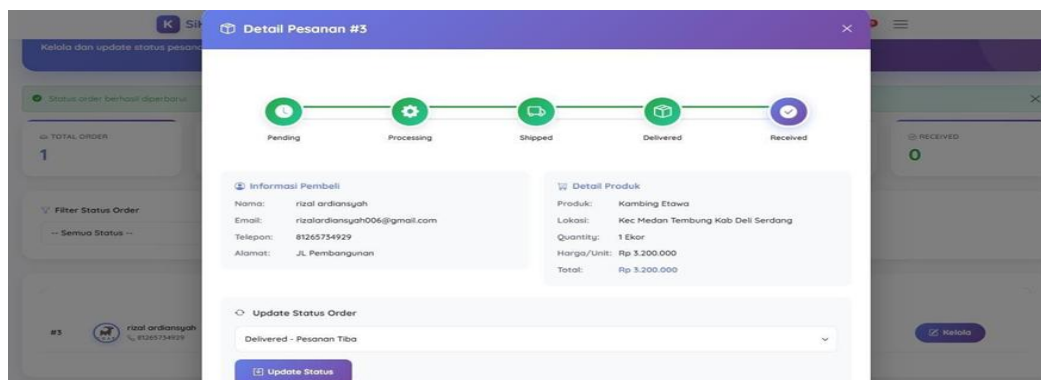 K Sik
Detail Pesanan #3
Kelola dan update status pesana
Status order berhasil diperbarui
Pending
Processing
Shipped
Delivered
Received
TOTAL ORDER
1
RECEIVED
0
Informasi Pembeli
Nama: rizal ardiansyah
Email: rizalardiansyah006@gmail.com
Telepon: 81265734929
Alamat: JL Pembangunan
Detail Produk
Produk: Kambing Etawa
Lokasi: Kec Medan Tembung Kab Deli Serdang
Quantity: 1 Ekor
Harga/Unit: Rp 3.200.000
Total: Rp 3.200.000
Filter Status Order
-- Semua Status --
Update Status Order
Delivered - Pesanan Tiba
Update Status
#3
rizal ardiansyah
81265734929
Kelola